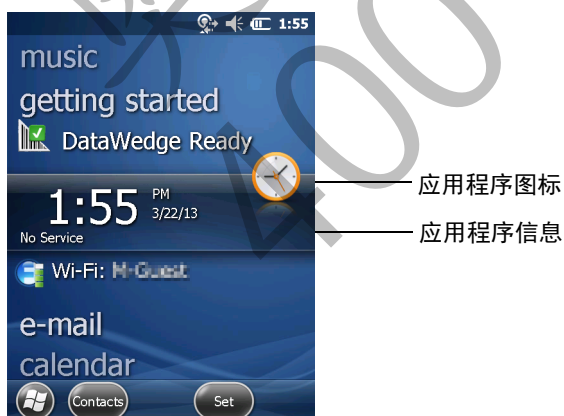 1:55
music
getting started
DataWedge Ready
1:55 PM
3/22/13
No Service
Wi-Fi:
e-mail
calendar
Contacts
Set
应用程序图标
应用程序信息
400